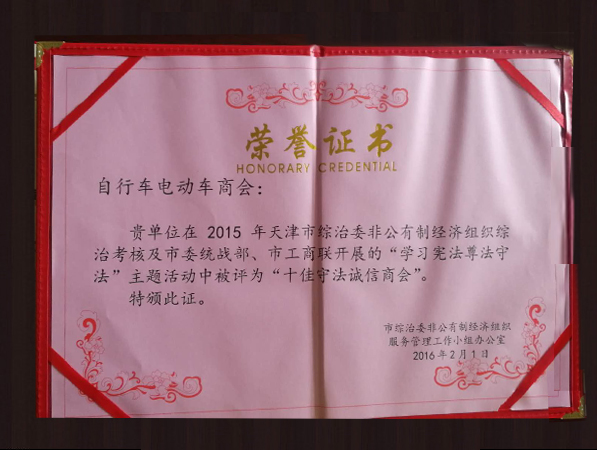 荣誉证书
HONORARY CREDENTIAL
自行车电动车商会：
贵单位在 2015 年天津市综治委非公有制经济组织综
治考核及市委统战部、市工商联开展的“学习宪法尊法守
法”主题活动中被评为“十佳守法诚信商会”。
特颁此证。
市综治委非公有制经济组织
服务管理工作小组办公室
2016年2月1日